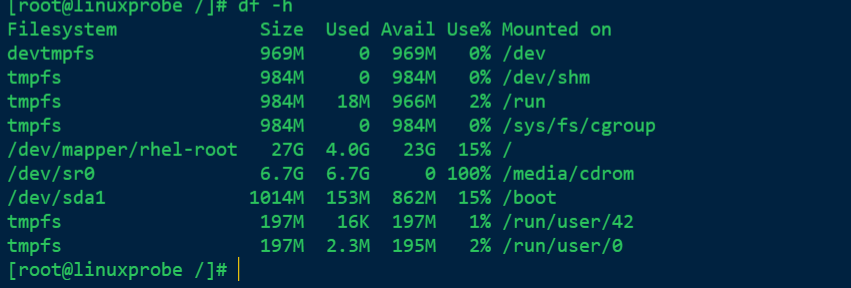 [root@linuxprobe /]# df -h
Filesystem Size Used Avail Use% Mounted on
devtmpfs 969M 0 969M 0% /dev
tmpfs 984M 0 984M 0% /dev/shm
tmpfs 984M 18M 966M 2% /run
tmpfs 984M 0 984M 0% /sys/fs/cgroup
/dev/mapper/rhel-root 27G 4.0G 23G 15% /
/dev/sr0 6.7G 6.7G 0 100% /media/cdrom
/dev/sda1 1014M 153M 862M 15% /boot
tmpfs 197M 16K 197M 1% /run/user/42
tmpfs 197M 2.3M 195M 2% /run/user/0
[root@linuxprobe /]#